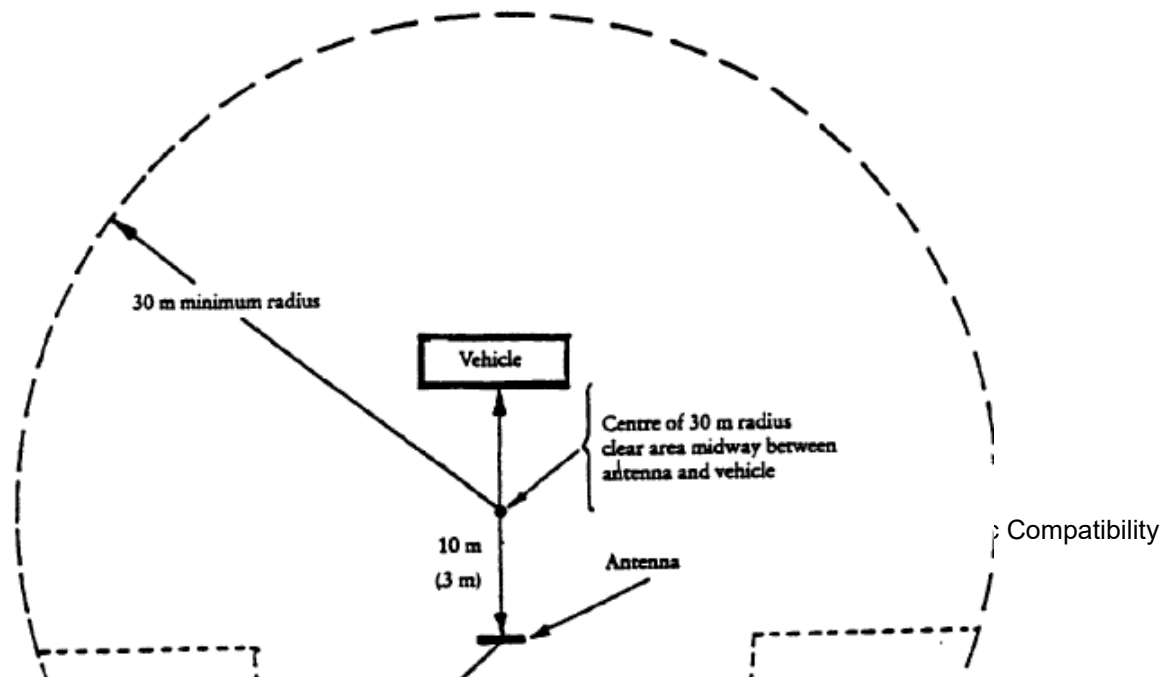 30 m minimum radius
Vehicle
Centre of 30 m radius
clear area midway between
antenna and vehicle
Compatibility
10 m
(3 m)
Antenna